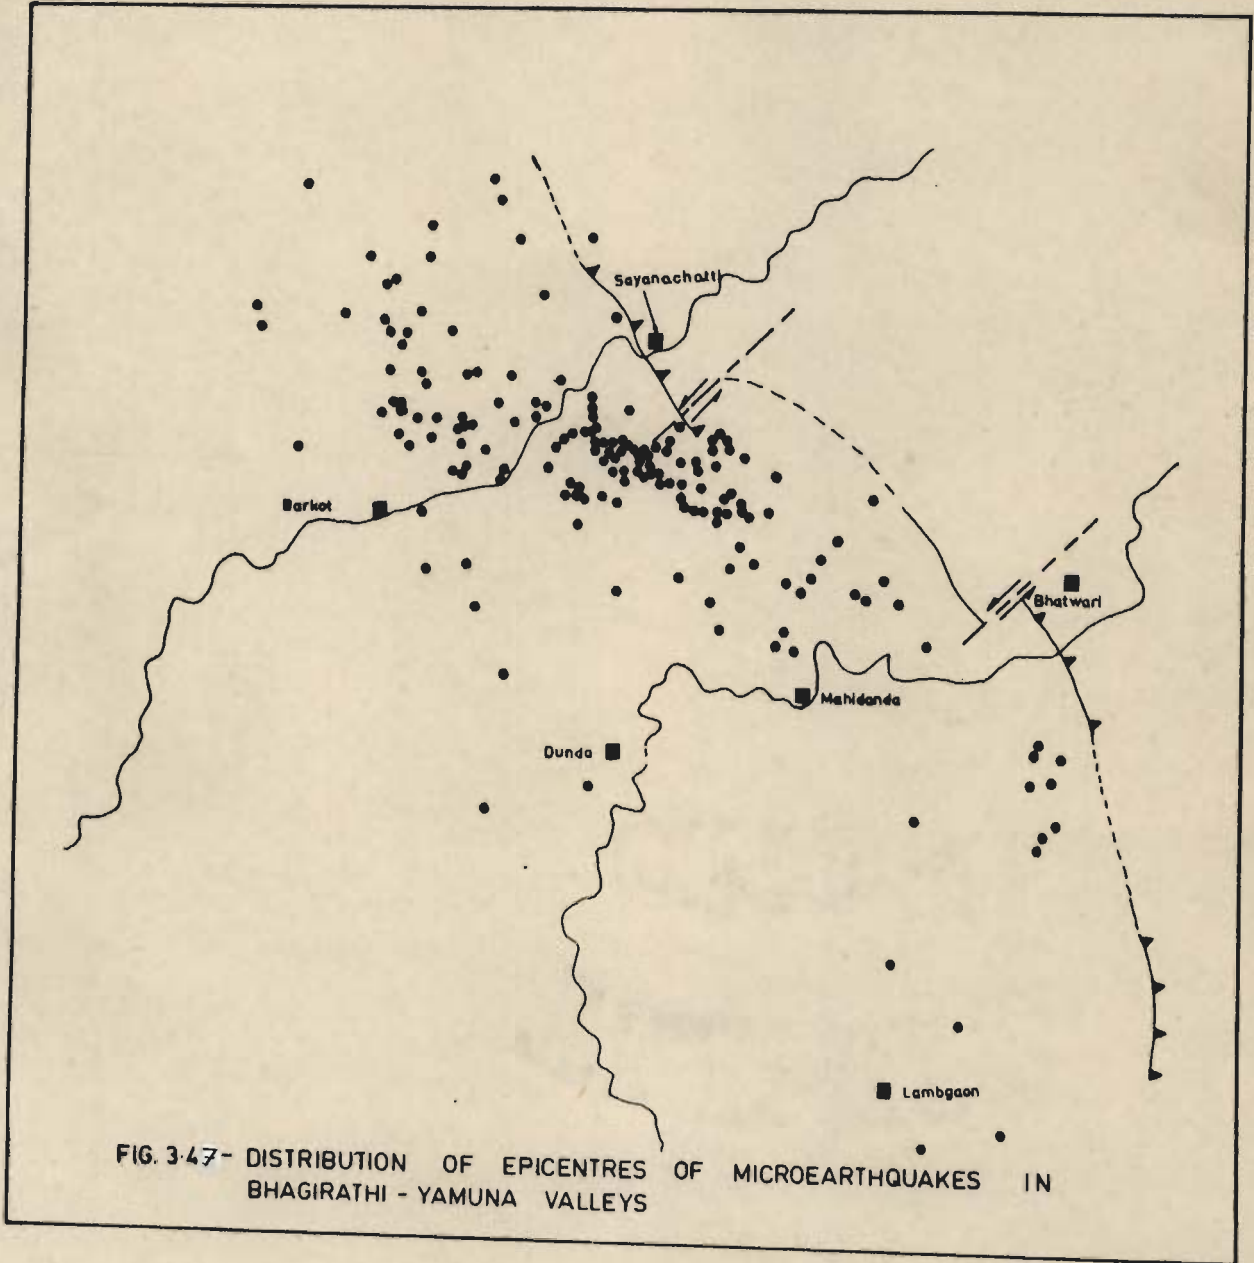 Sayanachatti
Barkot
Bhatwari
Mahidanda
Dunda
Lambgaon
FIG. 3.47- DISTRIBUTION OF EPICENTRES OF MICROEARTHQUAKES IN
BHAGIRATHI - YAMUNA VALLEYS